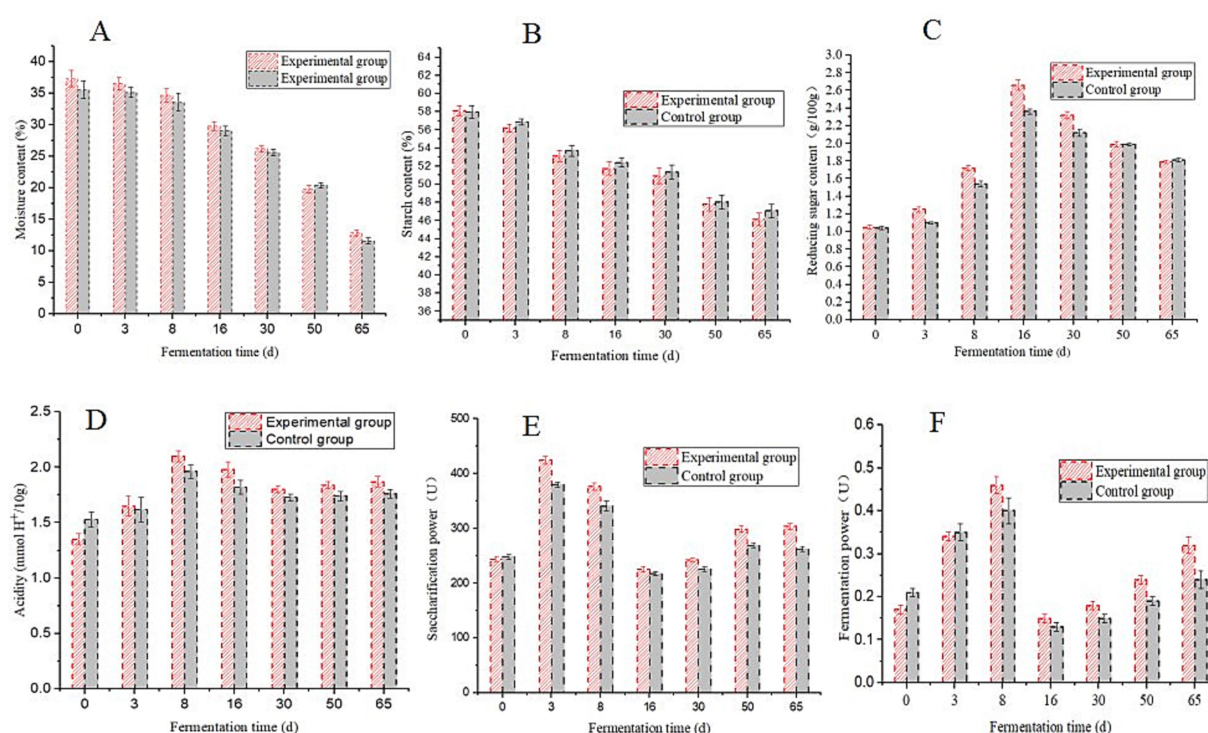 A
Experimental group
Experimental group
Moisture content (%)
40
35
30
25
20
15
10
5
0
0 3 8 16 30 50 65
Fermentation time (d)
B
Experimental group
Control group
Starch content (%)
64
62
60
58
56
54
52
50
48
46
44
42
40
38
36
0 3 8 16 30 50 65
Fermentation time (d)
C
Experimental group
Control group
Reducing sugar content (g/100g)
3.0
2.8
2.6
2.4
2.2
2.0
1.8
1.6
1.4
1.2
1.0
0.8
0.6
0.4
0.2
0.0
0 3 8 16 30 50 65
Fermentation time (d)
D
Experimental group
Control group
Acidity (mmol H⁺/10g)
2.5
2.0
1.5
1.0
0.5
0.0
0 3 8 16 30 50 65
Fermentation time (d)
E
Experimental group
Control group
Saccharification power (U)
500
400
300
200
100
0
0 3 8 16 30 50 65
Fermentation time (d)
F
Experimental group
Control group
Fermentation power (U)
0.6
0.5
0.4
0.3
0.2
0.1
0.0
0 3 8 16 30 50 65
Fermentation time (d)